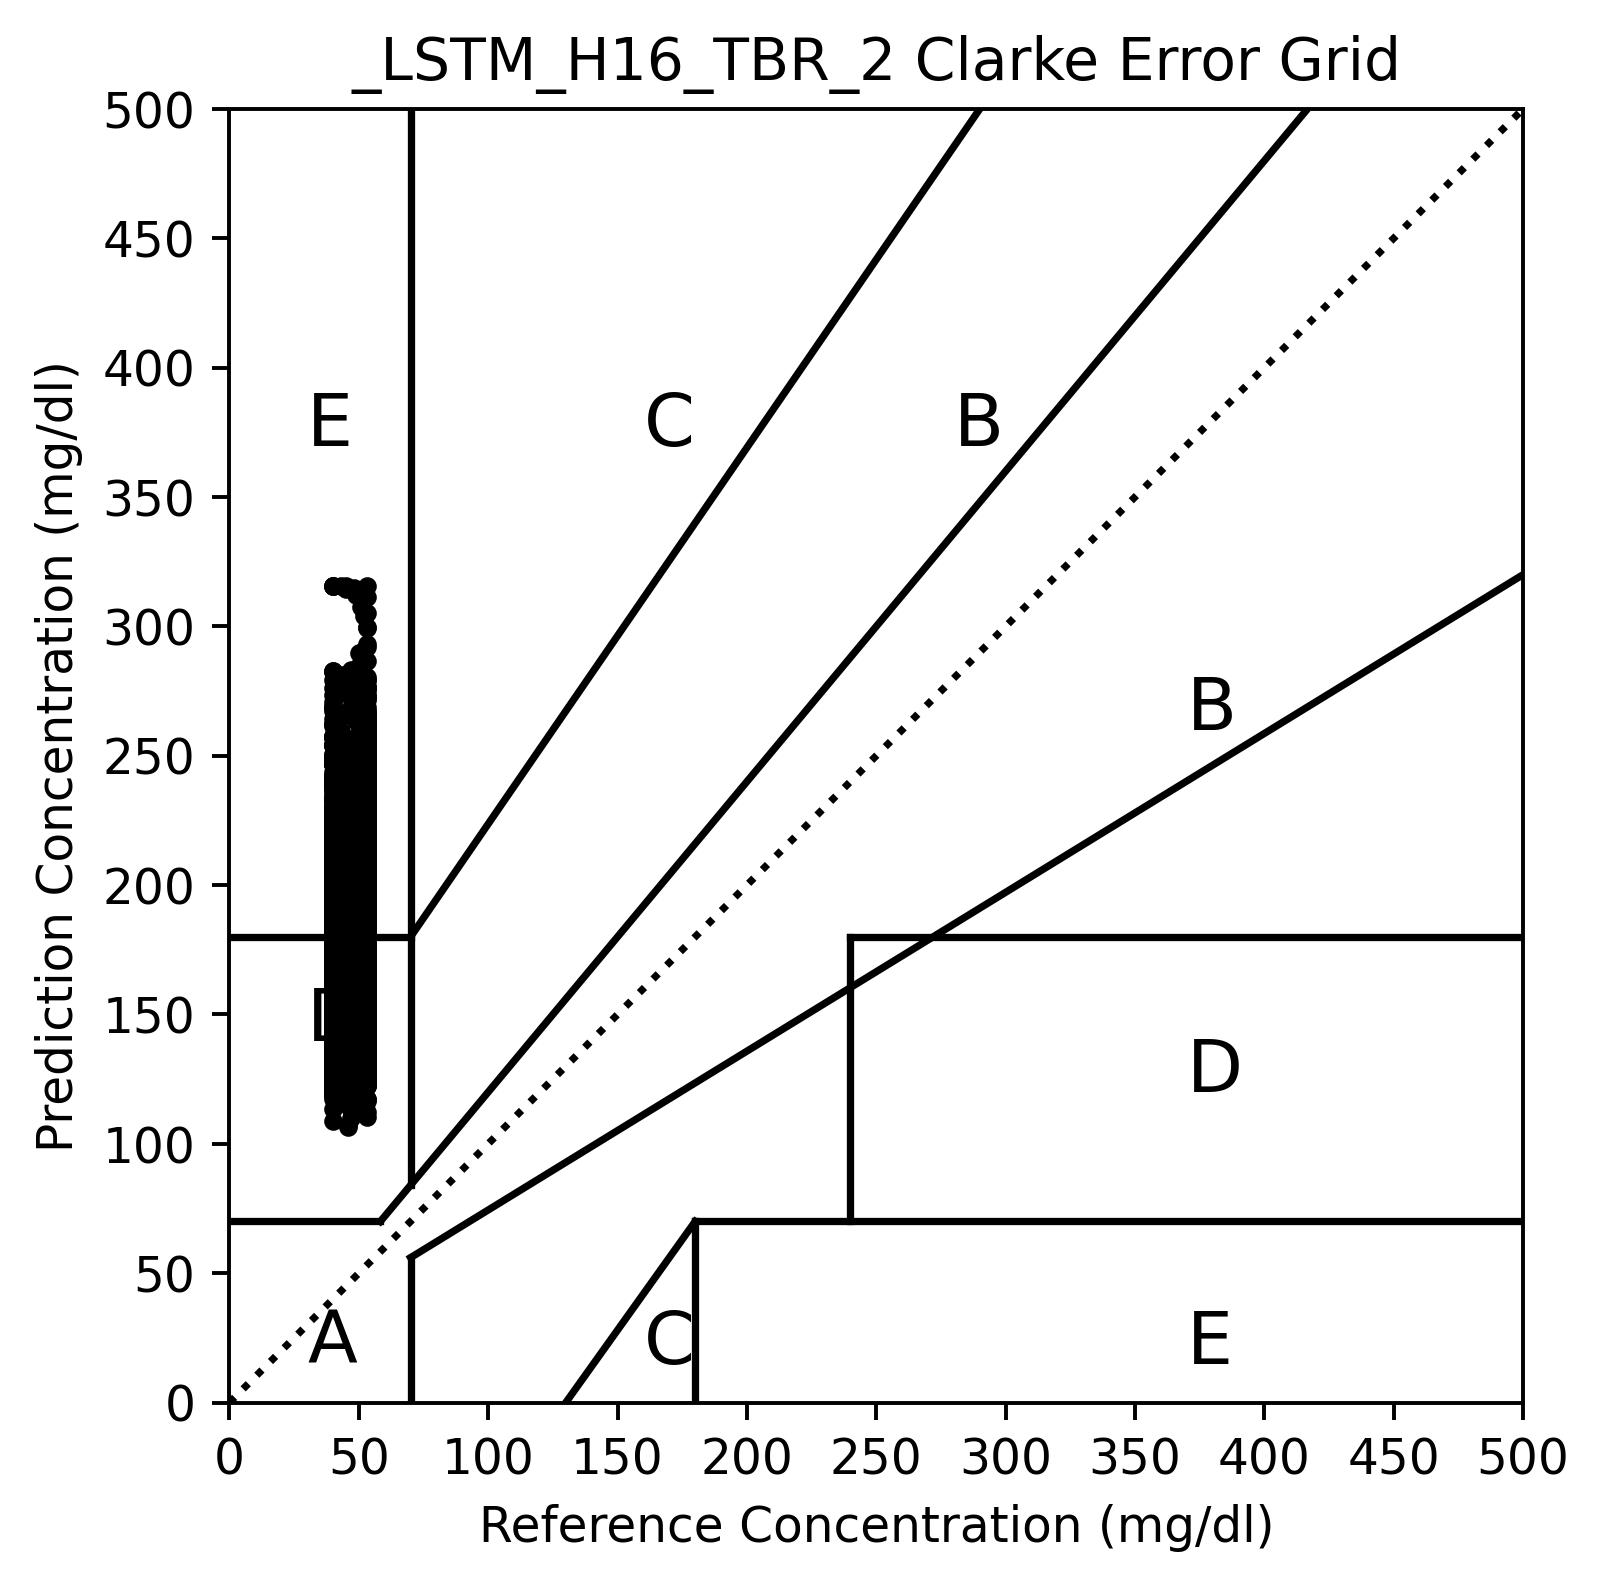 _LSTM_H16_TBR_2 Clarke Error Grid
500
450
400
350
300
250
200
150
100
50
0
Prediction Concentration (mg/dl)
E
C
B
B
D
A
C
E
0 50 100 150 200 250 300 350 400 450 500
Reference Concentration (mg/dl)